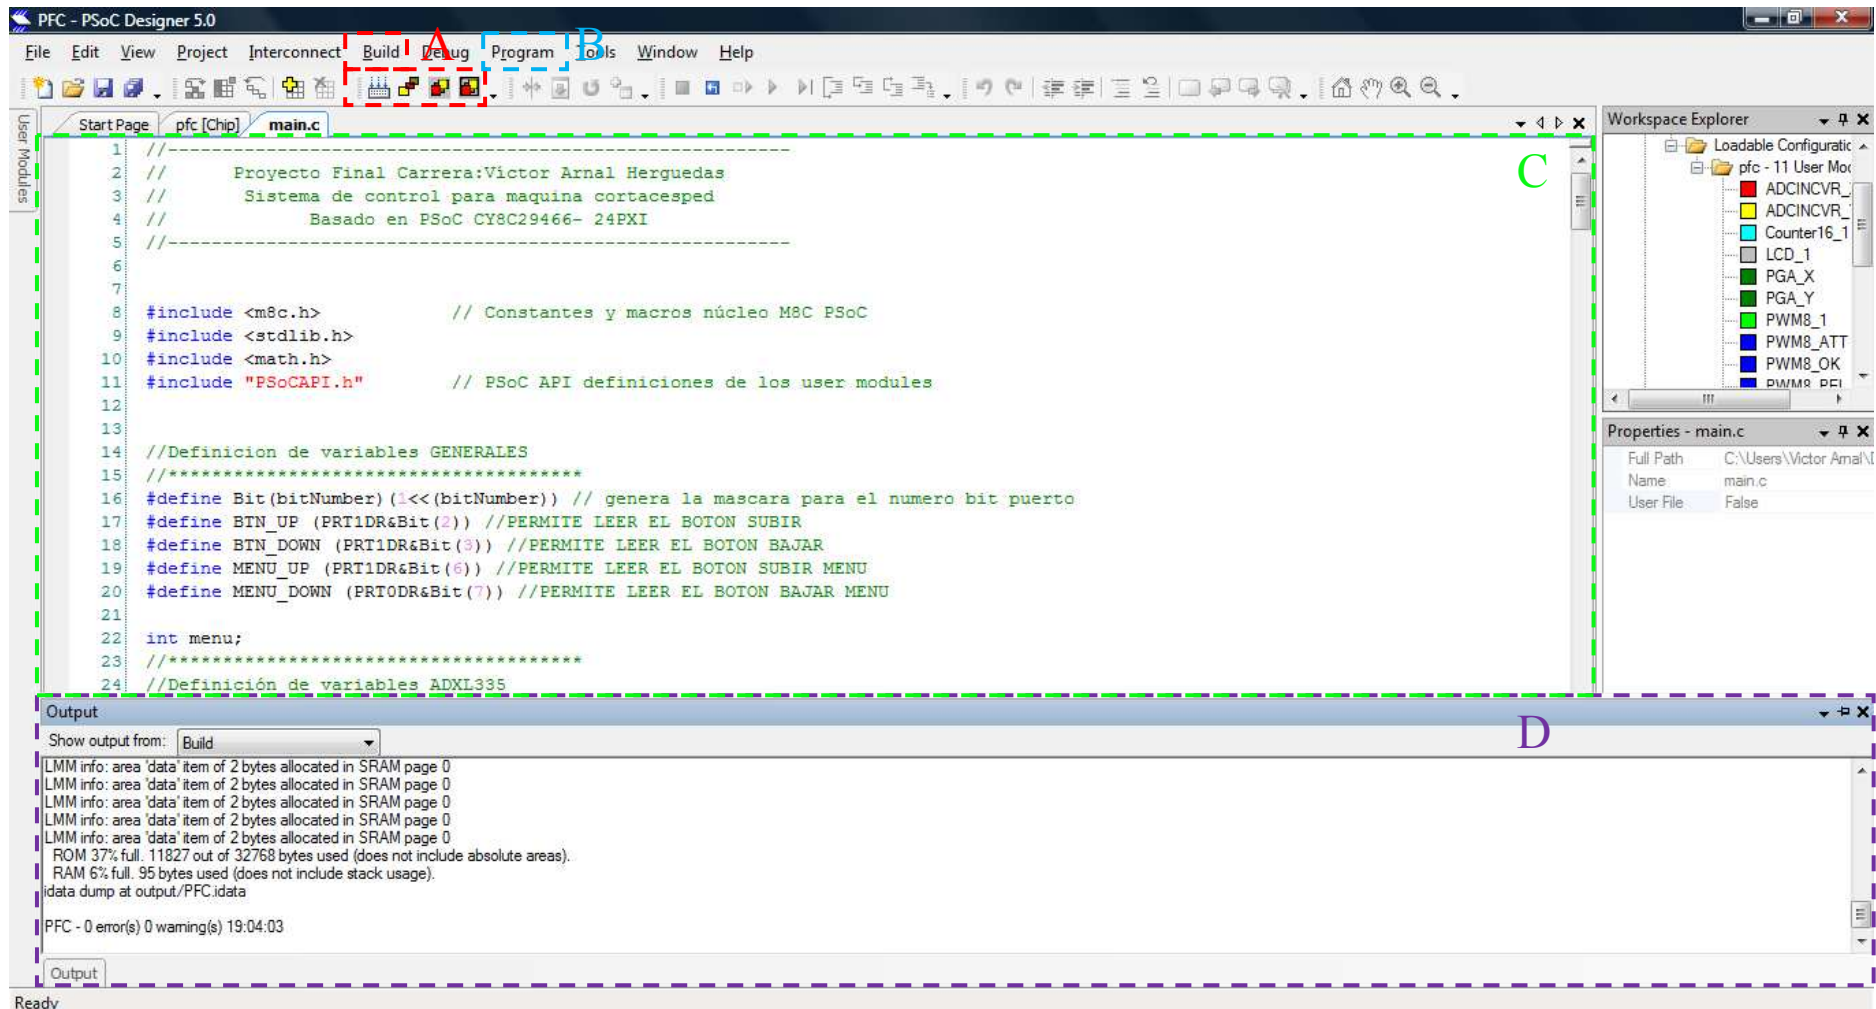 PFC - PSoC Designer 5.0
File Edit View Project Interconnect Build A Debug Program B Tools Window Help
User Modules
Start Page pfc [Chip] main.c
C
1 //---------------------------------------------------------
2 // Proyecto Final Carrera:Víctor Arnal Herguedas
3 // Sistema de control para maquina cortacesped
4 // Basado en PSoC CY8C29466- 24PXI
5 //---------------------------------------------------------
6
7
8 #include <m8c.h> // Constantes y macros núcleo M8C PSoC
9 #include <stdlib.h>
10 #include <math.h>
11 #include "PSoCAPI.h" // PSoC API definiciones de los user modules
12
13
14 //Definicion de variables GENERALES
15 //**************************************
16 #define Bit(bitNumber)(1<<(bitNumber)) // genera la mascara para el numero bit puerto
17 #define BTN_UP (PRT1DR&Bit(2)) //PERMITE LEER EL BOTON SUBIR
18 #define BTN_DOWN (PRT1DR&Bit(3)) //PERMITE LEER EL BOTON BAJAR
19 #define MENU_UP (PRT1DR&Bit(6)) //PERMITE LEER EL BOTON SUBIR MENU
20 #define MENU_DOWN (PRT0DR&Bit(7)) //PERMITE LEER EL BOTON BAJAR MENU
21
22 int menu;
23 //**************************************
24 //Definición de variables ADXL335
Workspace Explorer
Loadable Configuratic
pfc - 11 User Mo
ADCINCVR_
ADCINCVR_
Counter16_1
LCD_1
PGA_X
PGA_Y
PWM8_1
PWM8_ATT
PWM8_OK
Properties - main.c
Full Path C:\Users\Victor Arnal\
Name main.c
User File False
Output
D
Show output from: Build
LMM info: area 'data' item of 2 bytes allocated in SRAM page 0
LMM info: area 'data' item of 2 bytes allocated in SRAM page 0
LMM info: area 'data' item of 2 bytes allocated in SRAM page 0
LMM info: area 'data' item of 2 bytes allocated in SRAM page 0
LMM info: area 'data' item of 2 bytes allocated in SRAM page 0
ROM 37% full. 11827 out of 32768 bytes used (does not include absolute areas).
RAM 6% full. 95 bytes used (does not include stack usage).
idata dump at output/PFC.idata
PFC - 0 error(s) 0 warning(s) 19:04:03
Output
Ready